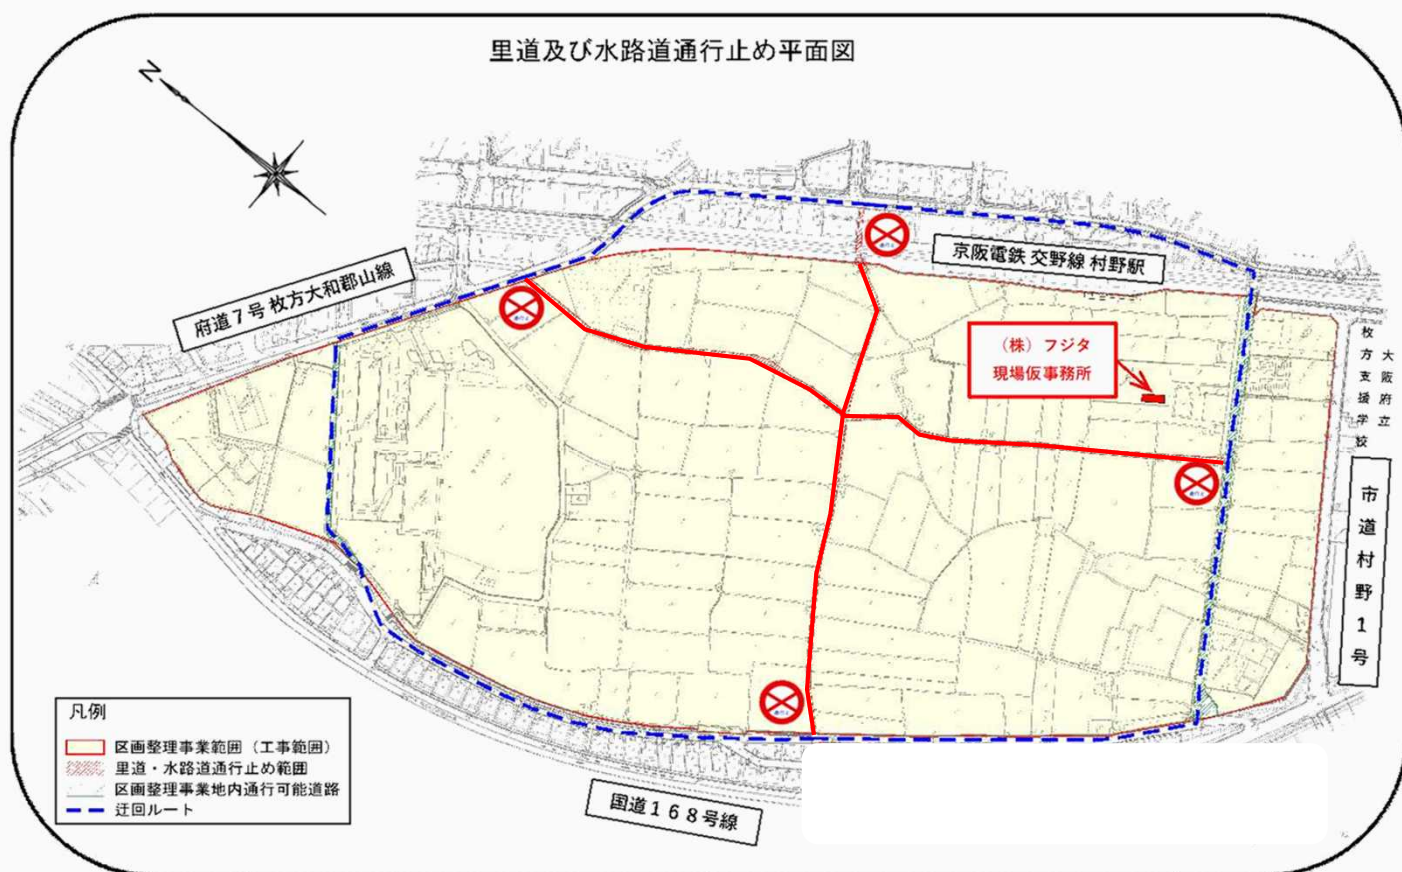 里道及び水路道通行止め平面図
N
府道7号 枚方大和郡山線
京阪電鉄 交野線 村野駅
(株) フジタ
現場仮事務所
大阪府立
枚方支援学校
市道村野1号
国道168号線
凡例
区画整理事業範囲（工事範囲）
里道・水路道通行止め範囲
区画整理事業地内通行可能道路
迂回ルート